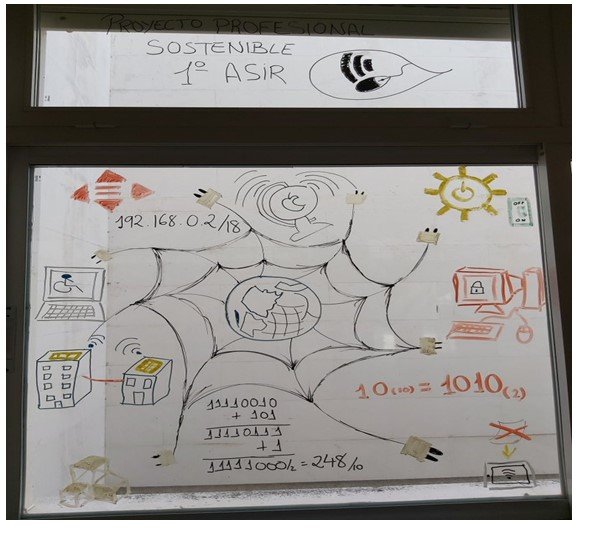 PROYECTO PROFESIONAL
SOSTENIBLE
1º ASIR
192.168.0.2/18
OFF
ON
10(10) = 1010(2)
11110010
+ 101
11110111
+ 1
11111000/2 = 248/10